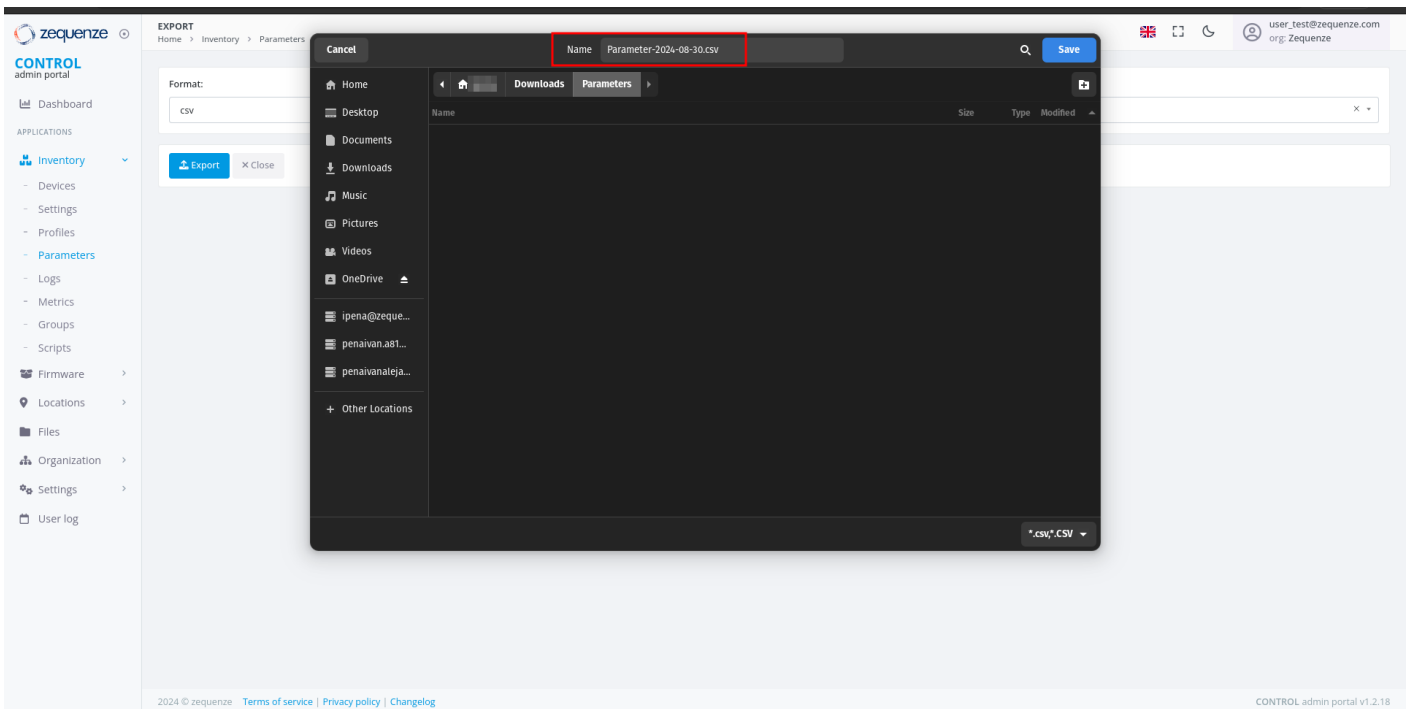 zequenze
CONTROL
admin portal
Dashboard
APPLICATIONS
Inventory
- Devices
- Settings
- Profiles
- Parameters
- Logs
- Metrics
- Groups
- Scripts
Firmware
Locations
Files
Organization
Settings
User log
EXPORT
Home > Inventory > Parameters
user_test@zequenze.com
org: Zequenze
Format:
csv
Export
× Close
Cancel
Name Parameter-2024-08-30.csv
Save
Home
Desktop
Documents
Downloads
Music
Pictures
Videos
OneDrive
ipena@zeque...
penaivan.a81...
penaivanaleja...
+ Other Locations
Downloads Parameters
Name Size Type Modified
*.csv,*.CSV
2024 © zequenze Terms of service | Privacy policy | Changelog
CONTROL admin portal v1.2.18